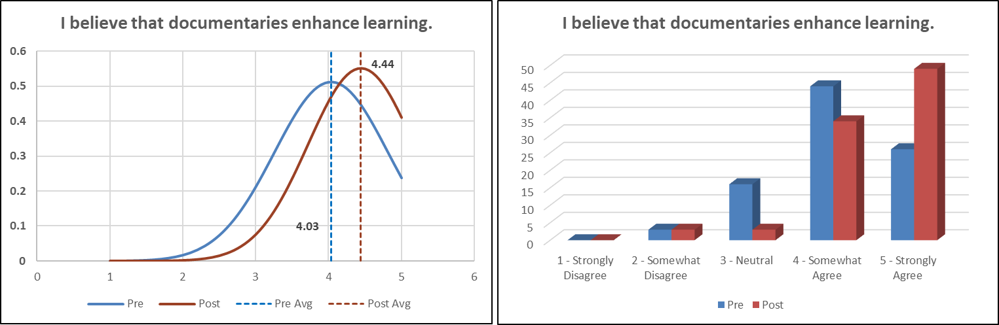 I believe that documentaries enhance learning.
0.6
0.5
0.4
0.3
0.2
0.1
0
4.44
4.03
0 1 2 3 4 5 6
Pre Post Pre Avg Post Avg
I believe that documentaries enhance learning.
50
45
40
35
30
25
20
15
10
5
0
1 - Strongly Disagree
2 - Somewhat Disagree
3 - Neutral
4 - Somewhat Agree
5 - Strongly Agree
Pre Post